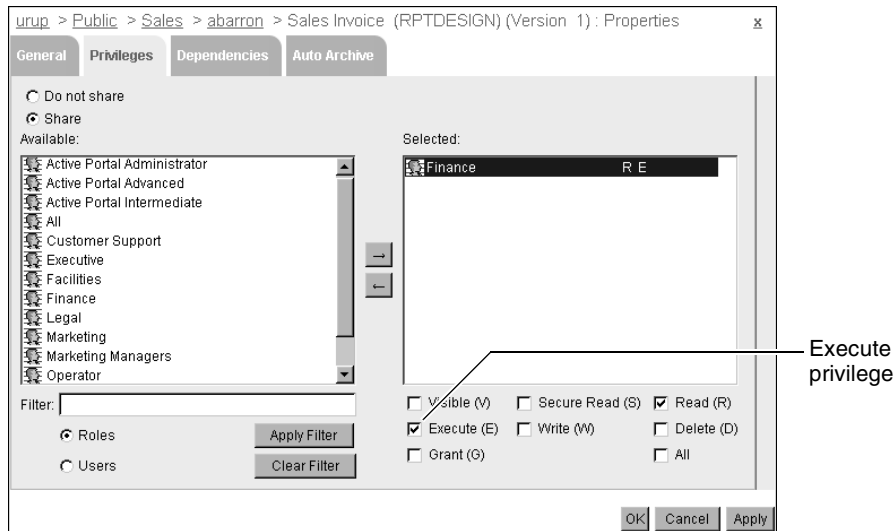 urup > Public > Sales > abarron > Sales Invoice (RPTDESIGN) (Version 1) : Properties x
General Privileges Dependencies Auto Archive
Do not share
Share
Available: Selected:
Active Portal Administrator
Active Portal Advanced
Active Portal Intermediate
All
Customer Support
Executive
Facilities
Finance
Legal
Marketing
Marketing Managers
Operator
Finance R E
→
←
Execute privilege
Filter:
Roles Apply Filter
Users Clear Filter
Visible (V) Secure Read (S) Read (R)
Execute (E) Write (W) Delete (D)
Grant (G) All
OK Cancel Apply